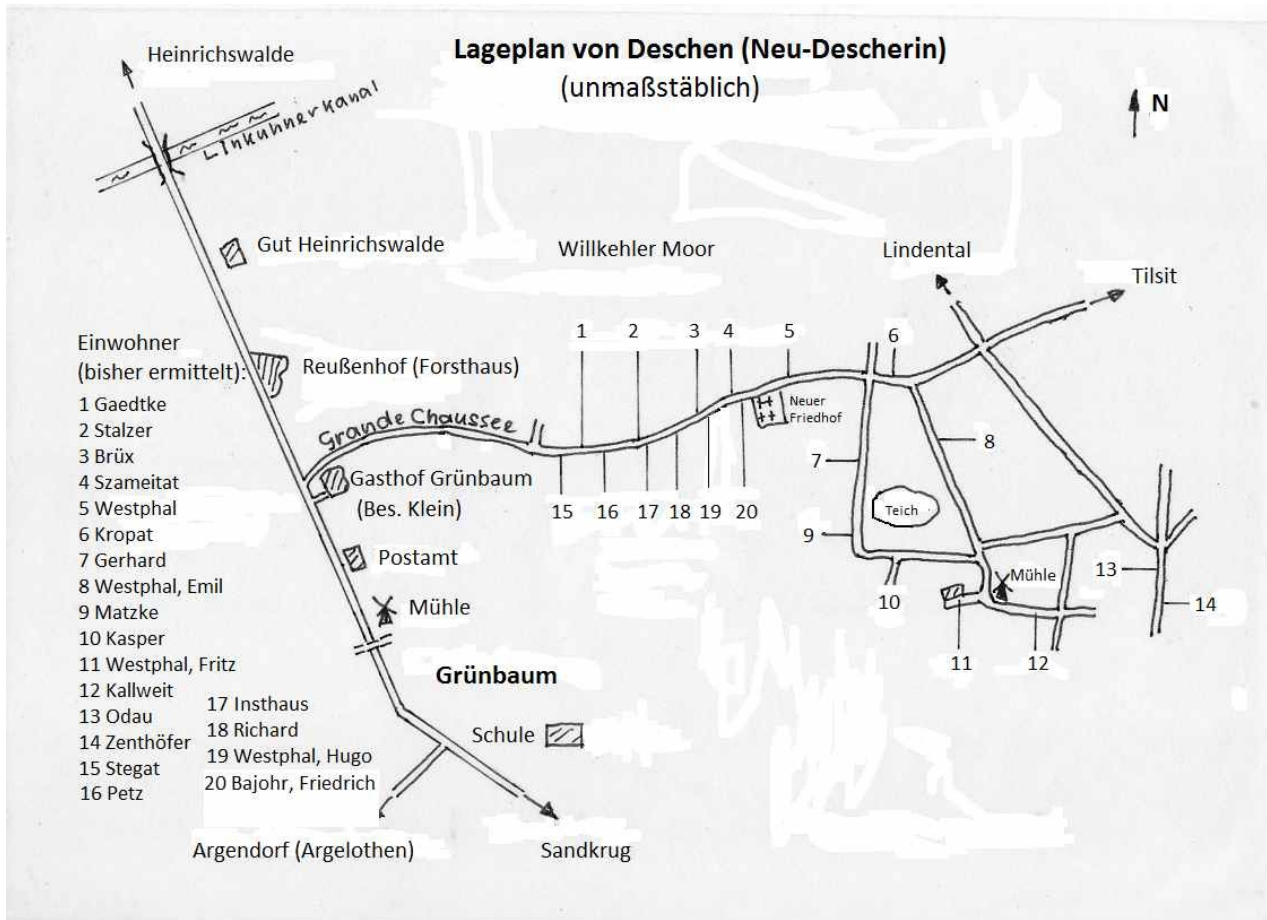 Lageplan von Deschen (Neu-Descherin)
(unmaßstäblich)
Heinrichswalde
Linkuhnerkanal
N
Gut Heinrichswalde
Willkehler Moor
Lindental
Tilsit
Reußenhof (Forsthaus)
Grande Chaussee
Gasthof Grünbaum
(Bes. Klein)
Postamt
Mühle
Grünbaum
Schule
Argendorf (Argelothen)
Sandkrug
1
2
3
4
5
6
Neuer
Friedhof
7
8
15
16
17
18
19
20
Teich
9
10
Mühle
13
14
11
12
Einwohner
(bisher ermittelt):
1 Gaedtke
2 Stalzer
3 Brüx
4 Szameitat
5 Westphal
6 Kropat
7 Gerhard
8 Westphal, Emil
9 Matzke
10 Kasper
11 Westphal, Fritz
12 Kallweit
13 Odau
14 Zenthöfer
15 Stegat
16 Petz
17 Insthaus
18 Richard
19 Westphal, Hugo
20 Bajohr, Friedrich